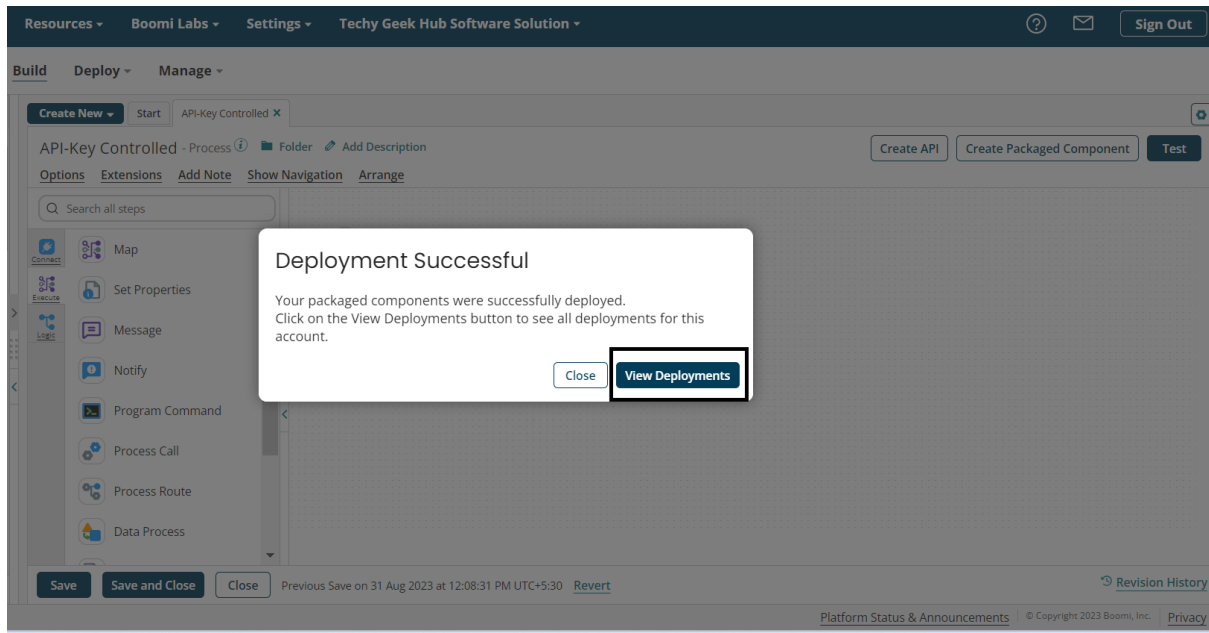 Resources Boomi Labs Settings Techy Geek Hub Software Solution Sign Out
Build Deploy Manage
Create New Start API-Key Controlled
API-Key Controlled - Process Folder Add Description Create API Create Packaged Component Test
Options Extensions Add Note Show Navigation Arrange
Search all steps
Connect
Execute
Logic
Map
Set Properties
Message
Notify
Program Command
Process Call
Process Route
Data Process
Deployment Successful
Your packaged components were successfully deployed.
Click on the View Deployments button to see all deployments for this
account.
Close View Deployments
Save Save and Close Close Previous Save on 31 Aug 2023 at 12:08:31 PM UTC+5:30 Revert Revision History
Platform Status & Announcements © Copyright 2023 Boomi, Inc. Privacy